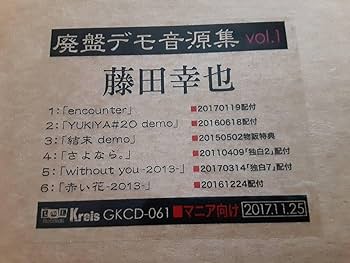 廃盤デモ音源集 vol.1
藤田幸也
1:「encounter」 ■20170119配付
2:「YUKIYA#20 demo」 ■20160618配付
3:「結末 demo」 ■20150502物販特典
4:「さよなら。」 ■20110409「独白2」配付
5:「without you-2013-」 ■20170314「独白7」配付
6:「赤い花-2013-」 ■20161224配付
Kreis GKCD-061 ■マニア向け 2017.11.25